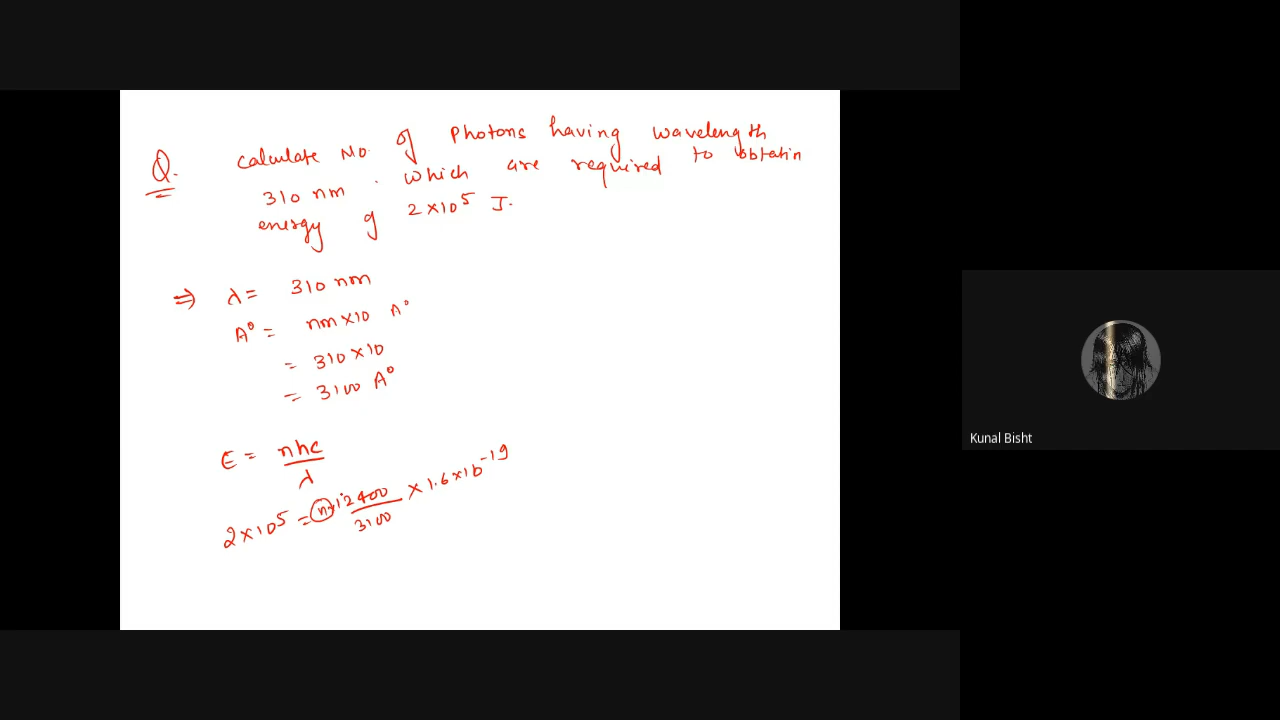 Q. Calculate No. of Photons having wavelength
310 nm. which are required to obtatin
energy of 2×10⁵ J.
⇒ λ = 310 nm
A° = nm×10 A°
= 310×10
= 3100 A°
E = nhc/λ
2×10⁵ = n×12400/3100 × 1.6×10⁻¹⁹
Kunal Bisht